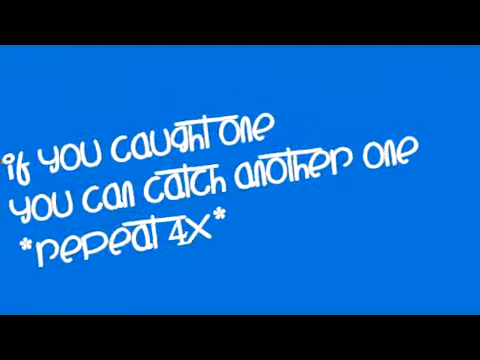 if you caught one
you can catch another one
*repeat 4x*